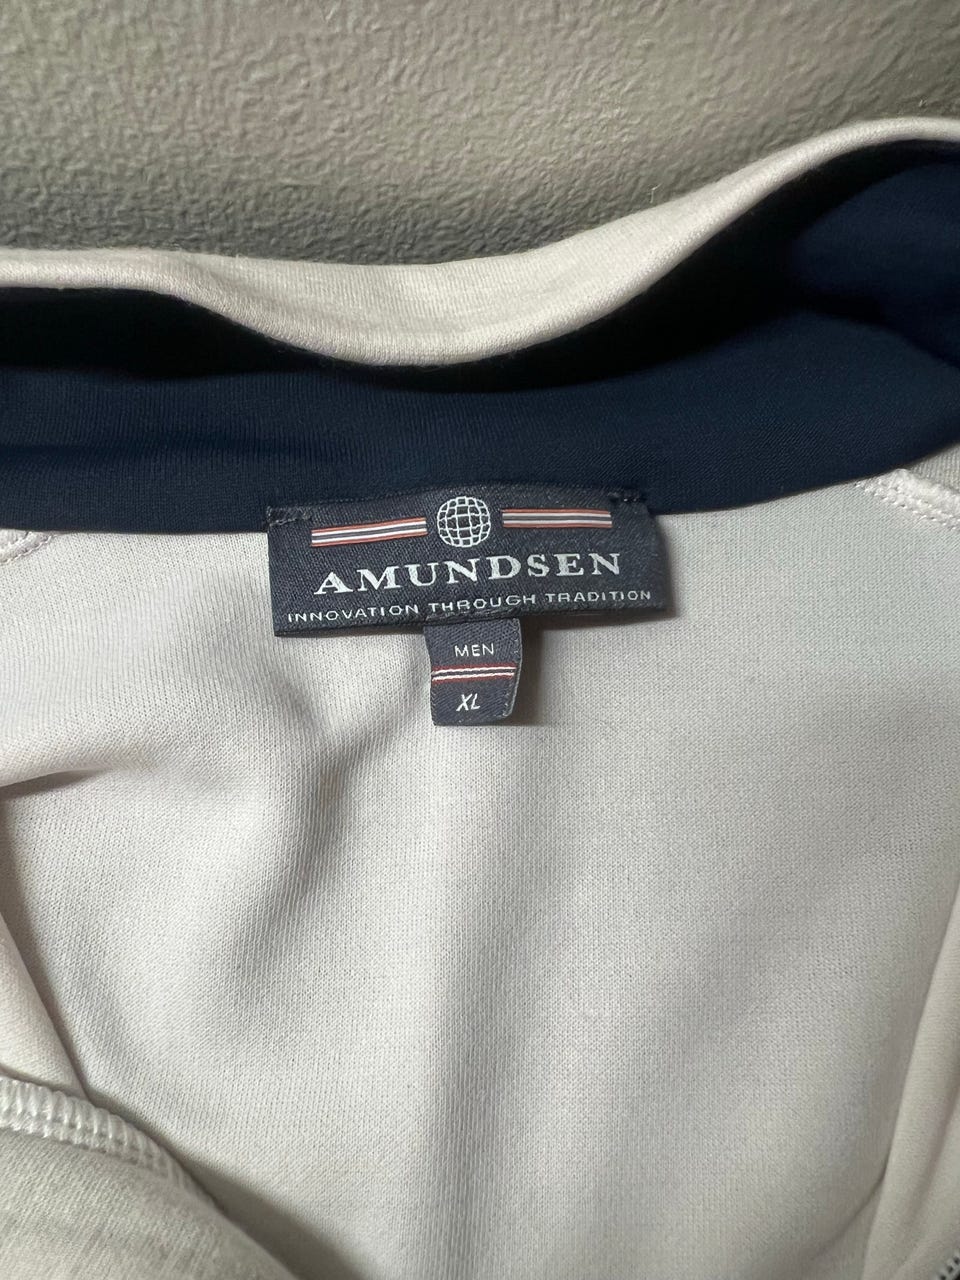 AMUNDSEN
INNOVATION THROUGH TRADITION
MEN
XL